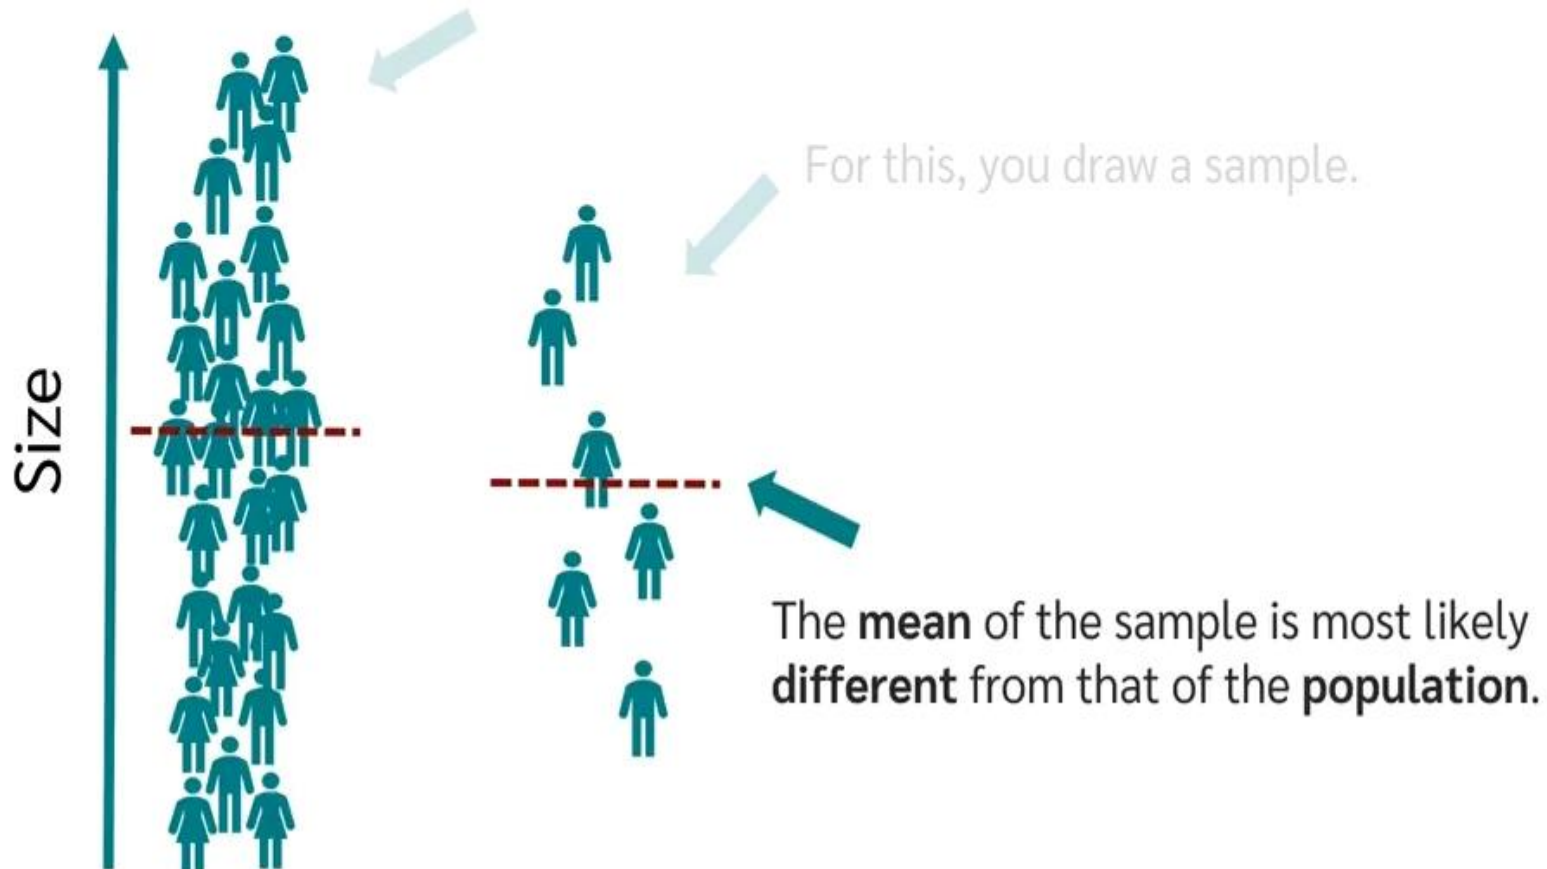 For this, you draw a sample.
Size
The mean of the sample is most likely
different from that of the population.